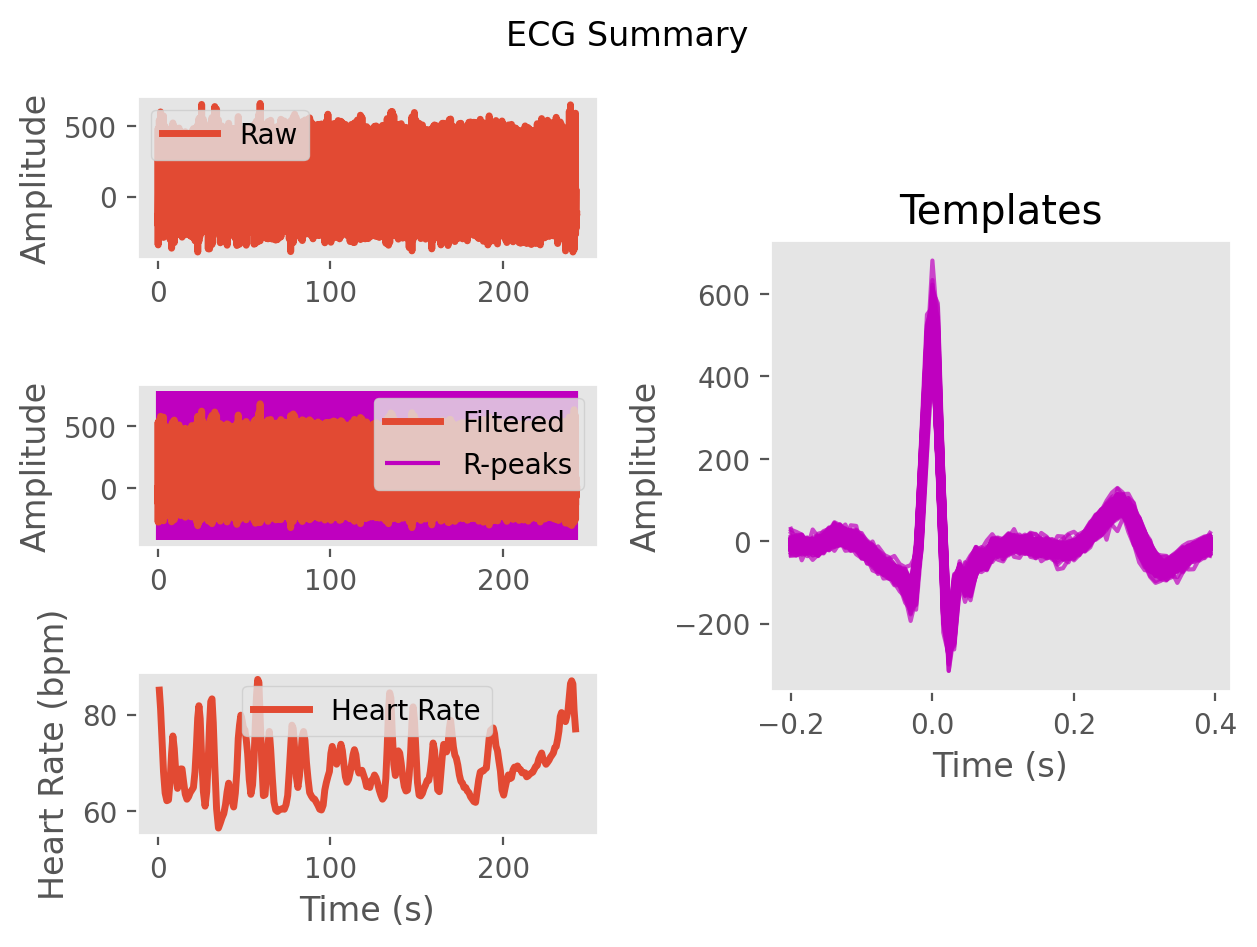 ECG Summary
Amplitude
500
0
Raw
0 100 200
Amplitude
500
0
Filtered
R-peaks
0 100 200
Heart Rate (bpm)
80
60
Heart Rate
0 100 200
Time (s)
Templates
Amplitude
600
400
200
0
−200
−0.2 0.0 0.2 0.4
Time (s)